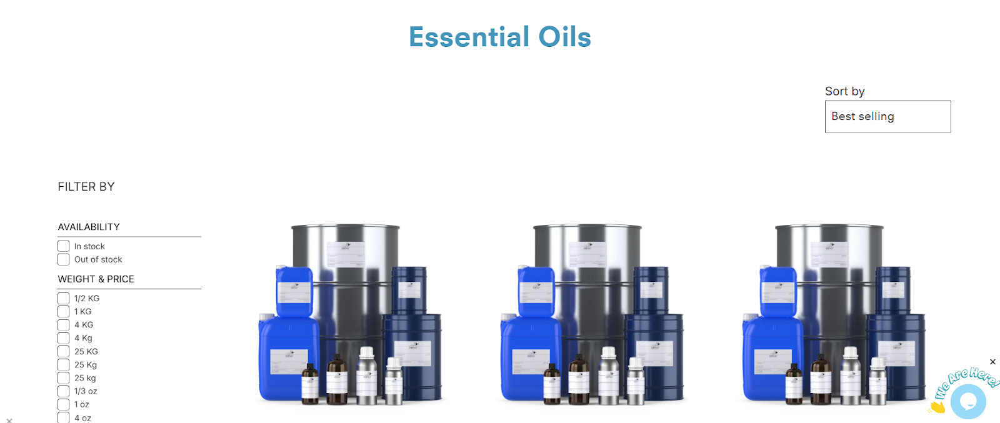 Essential Oils
Sort by
Best selling
FILTER BY
AVAILABILITY
In stock
Out of stock
WEIGHT & PRICE
1/2 KG
1 KG
4 KG
4 Kg
25 KG
25 Kg
25 kg
1/3 oz
1 oz
4 oz
We Are Here!